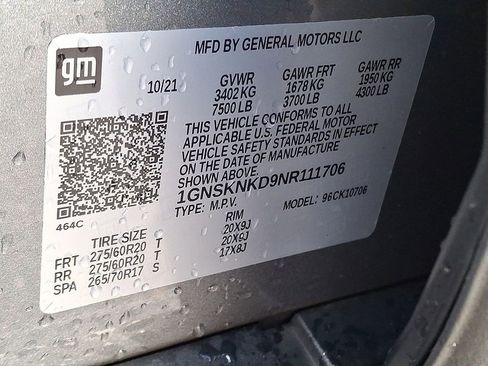 gm
MFD BY GENERAL MOTORS LLC
10/21
GVWR GAWR FRT GAWR RR
3402 KG 1678 KG 1950 KG
7500 LB 3700 LB 4300 LB
THIS VEHICLE CONFORMS TO ALL
APPLICABLE U.S. FEDERAL MOTOR
VEHICLE SAFETY STANDARDS IN EFFECT
ON THE DATE OF MANUFACTURE
SHOWN ABOVE.
1GNSKNKD9NR111706
464C
TYPE: M.P.V. MODEL: 96CK10706
TIRE SIZE RIM
FRT 275/60R20 T 20X9J
RR 275/60R20 T 20X9J
SPA 265/70R17 S 17X8J